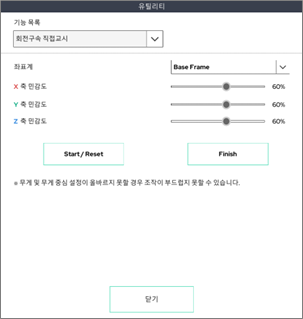 유틸리티
기능 목록
회전구속 직접교시
좌표계 Base Frame
X 축 민감도 60%
Y 축 민감도 60%
Z 축 민감도 60%
Start / Reset Finish
※ 무게 및 무게 중심 설정이 올바르지 못할 경우 조작이 부드럽지 못할 수 있습니다.
닫기